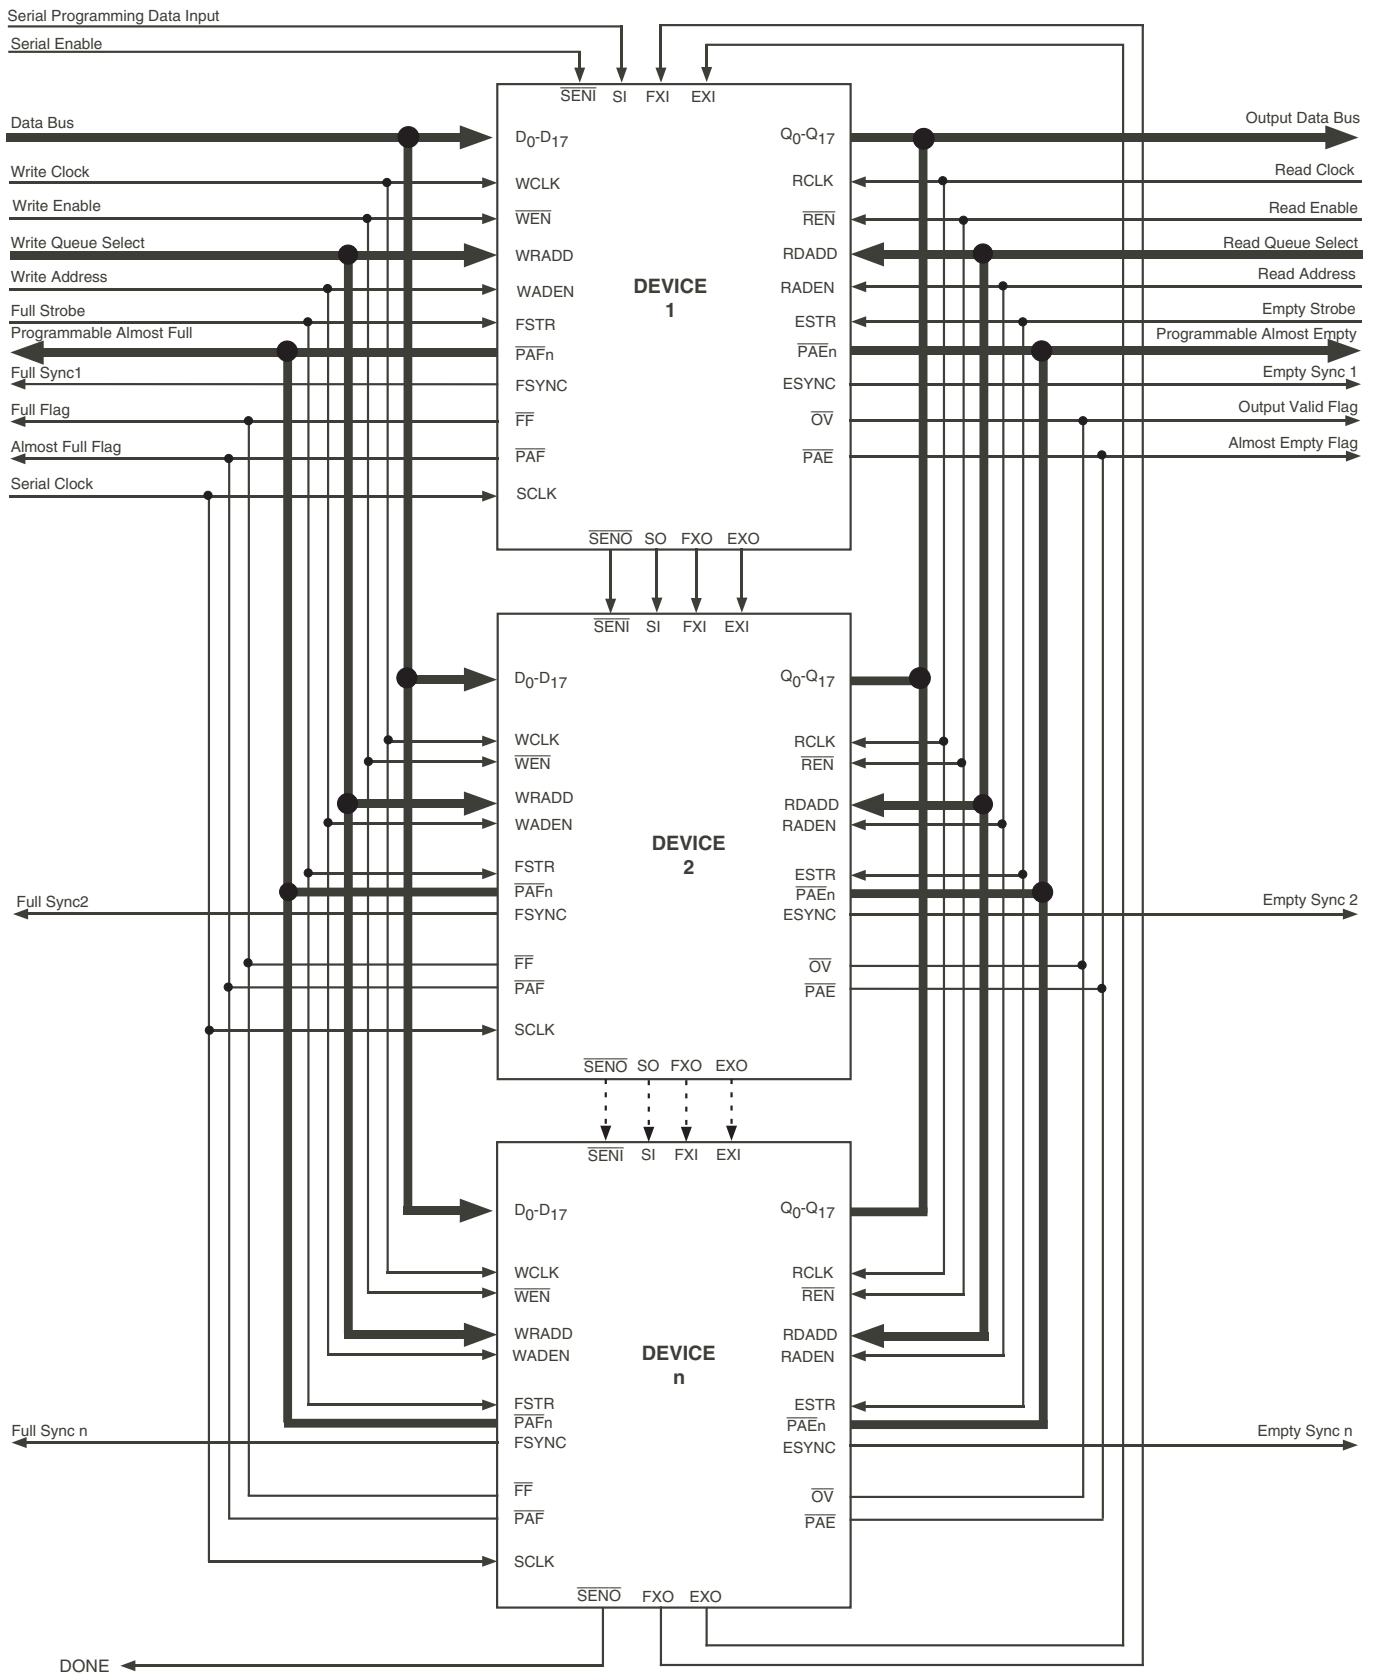 Serial Programming Data Input
Serial Enable
SENI SI FXI EXI
Data Bus
D0-D17
Q0-Q17
Output Data Bus
Write Clock
WCLK
RCLK
Read Clock
Write Enable
WEN
REN
Read Enable
Write Queue Select
WRADD
RDADD
Read Queue Select
Write Address
WADEN
DEVICE
1
RADEN
Read Address
Full Strobe
FSTR
ESTR
Empty Strobe
Programmable Almost Full
PAFn
PAEn
Programmable Almost Empty
Full Sync1
FSYNC
ESYNC
Empty Sync 1
Full Flag
FF
OV
Output Valid Flag
Almost Full Flag
PAF
PAE
Almost Empty Flag
Serial Clock
SCLK
SENO SO FXO EXO
SENI SI FXI EXI
D0-D17
Q0-Q17
WCLK
RCLK
WEN
REN
WRADD
RDADD
WADEN
RADEN
DEVICE
2
FSTR
ESTR
PAFn
PAEn
Full Sync2
FSYNC
ESYNC
Empty Sync 2
FF
OV
PAF
PAE
SCLK
SENO SO FXO EXO
SENI SI FXI EXI
D0-D17
Q0-Q17
WCLK
RCLK
WEN
REN
WRADD
RDADD
WADEN
RADEN
DEVICE
n
FSTR
ESTR
PAFn
PAEn
Full Sync n
FSYNC
ESYNC
Empty Sync n
FF
OV
PAF
PAE
SCLK
SENO FXO EXO
DONE